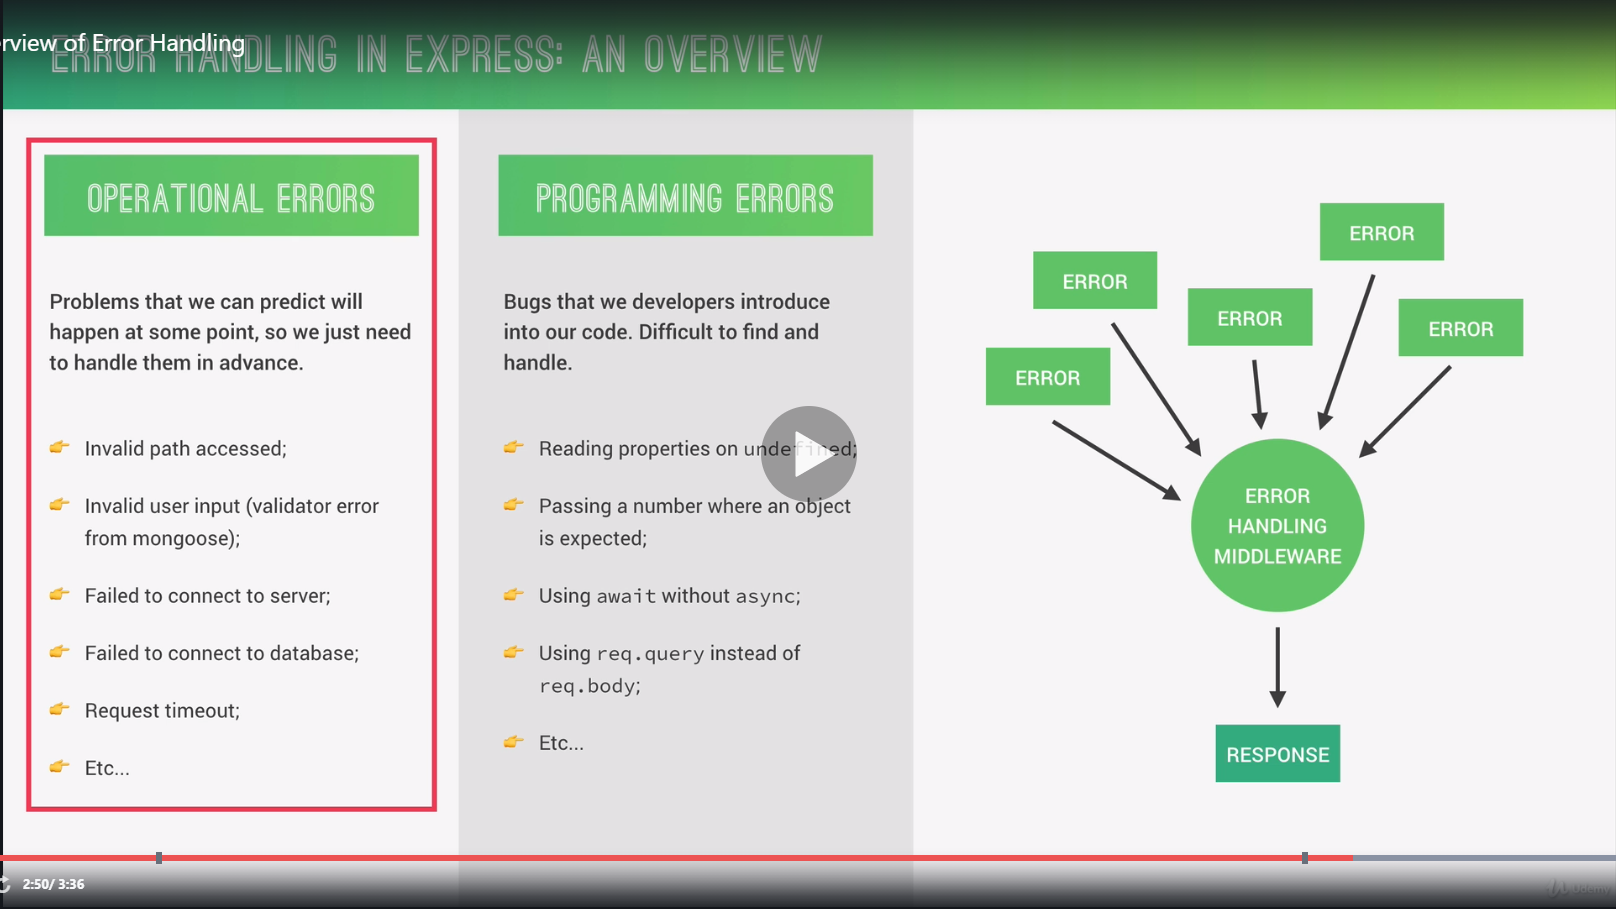 erview of Error Handling
ERROR HANDLING IN EXPRESS: AN OVERVIEW
OPERATIONAL ERRORS
Problems that we can predict will
happen at some point, so we just need
to handle them in advance.
Invalid path accessed;
Invalid user input (validator error
from mongoose);
Failed to connect to server;
Failed to connect to database;
Request timeout;
Etc...
PROGRAMMING ERRORS
Bugs that we developers introduce
into our code. Difficult to find and
handle.
Reading properties on undefined;
Passing a number where an object
is expected;
Using await without async;
Using req.query instead of
req.body;
Etc...
ERROR
ERROR
ERROR
ERROR
ERROR
ERROR
HANDLING
MIDDLEWARE
RESPONSE
2:50/ 3:36
Udemy